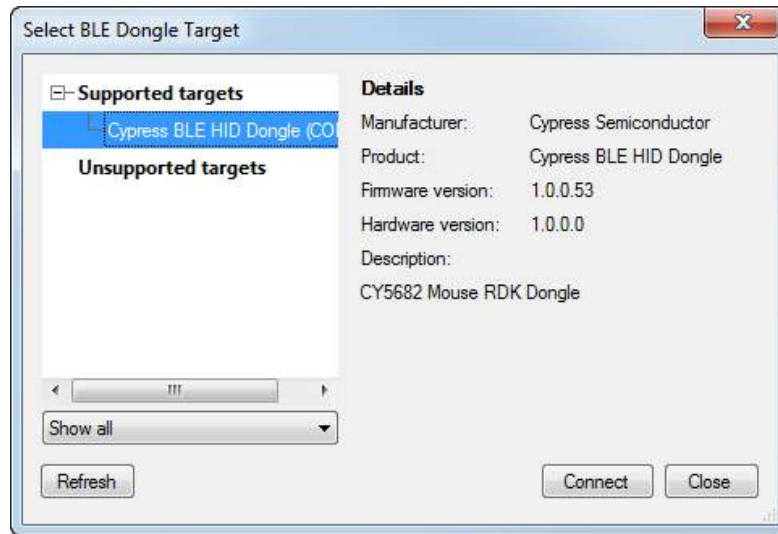 Select BLE Dongle Target
Supported targets
Cypress BLE HID Dongle (CO
Unsupported targets
Show all
Refresh
Details
Manufacturer: Cypress Semiconductor
Product: Cypress BLE HID Dongle
Firmware version: 1.0.0.53
Hardware version: 1.0.0.0
Description:
CY5682 Mouse RDK Dongle
Connect
Close